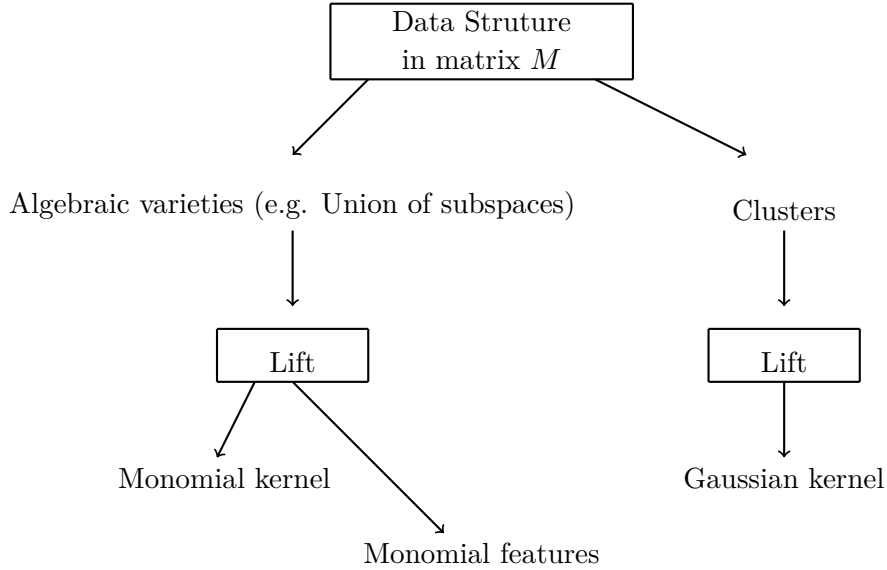 Data Struture
in matrix M
Algebraic varieties (e.g. Union of subspaces)
Clusters
Lift
Lift
Monomial kernel
Gaussian kernel
Monomial features